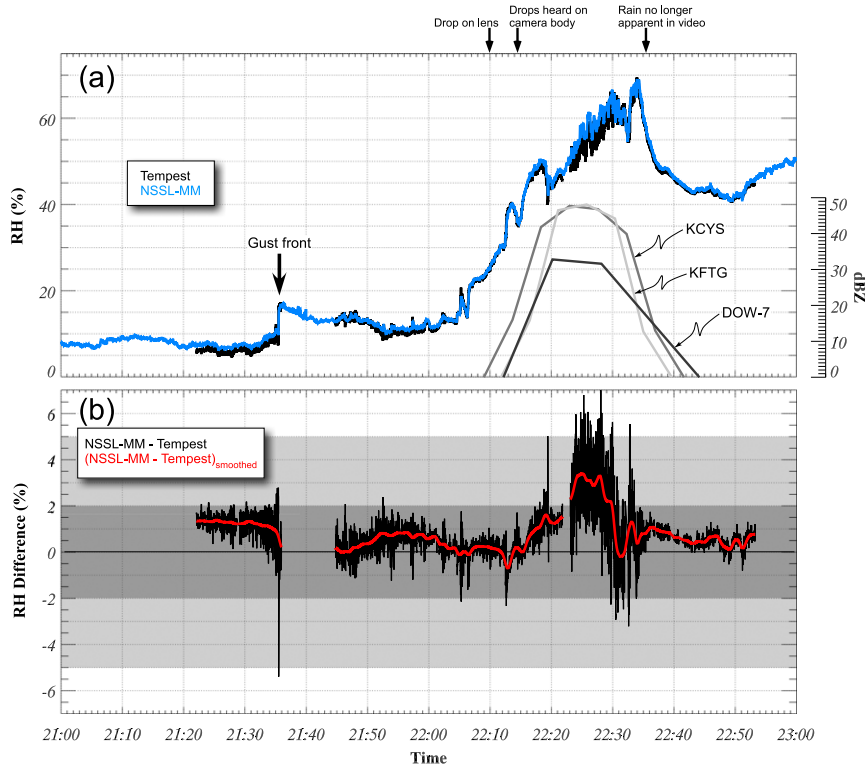 Drop on lens
Drops heard on
camera body
Rain no longer
apparent in video
(a)
60
40
20
0
RH (%)
Tempest
NSSL-MM
Gust front
KCYS
KFTG
DOW-7
50
40
30
20
10
0
dBZ
(b)
6
4
2
0
-2
-4
-6
RH Difference (%)
NSSL-MM - Tempest
(NSSL-MM - Tempest)smoothed
21:00 21:10 21:20 21:30 21:40 21:50 22:00 22:10 22:20 22:30 22:40 22:50 23:00
Time